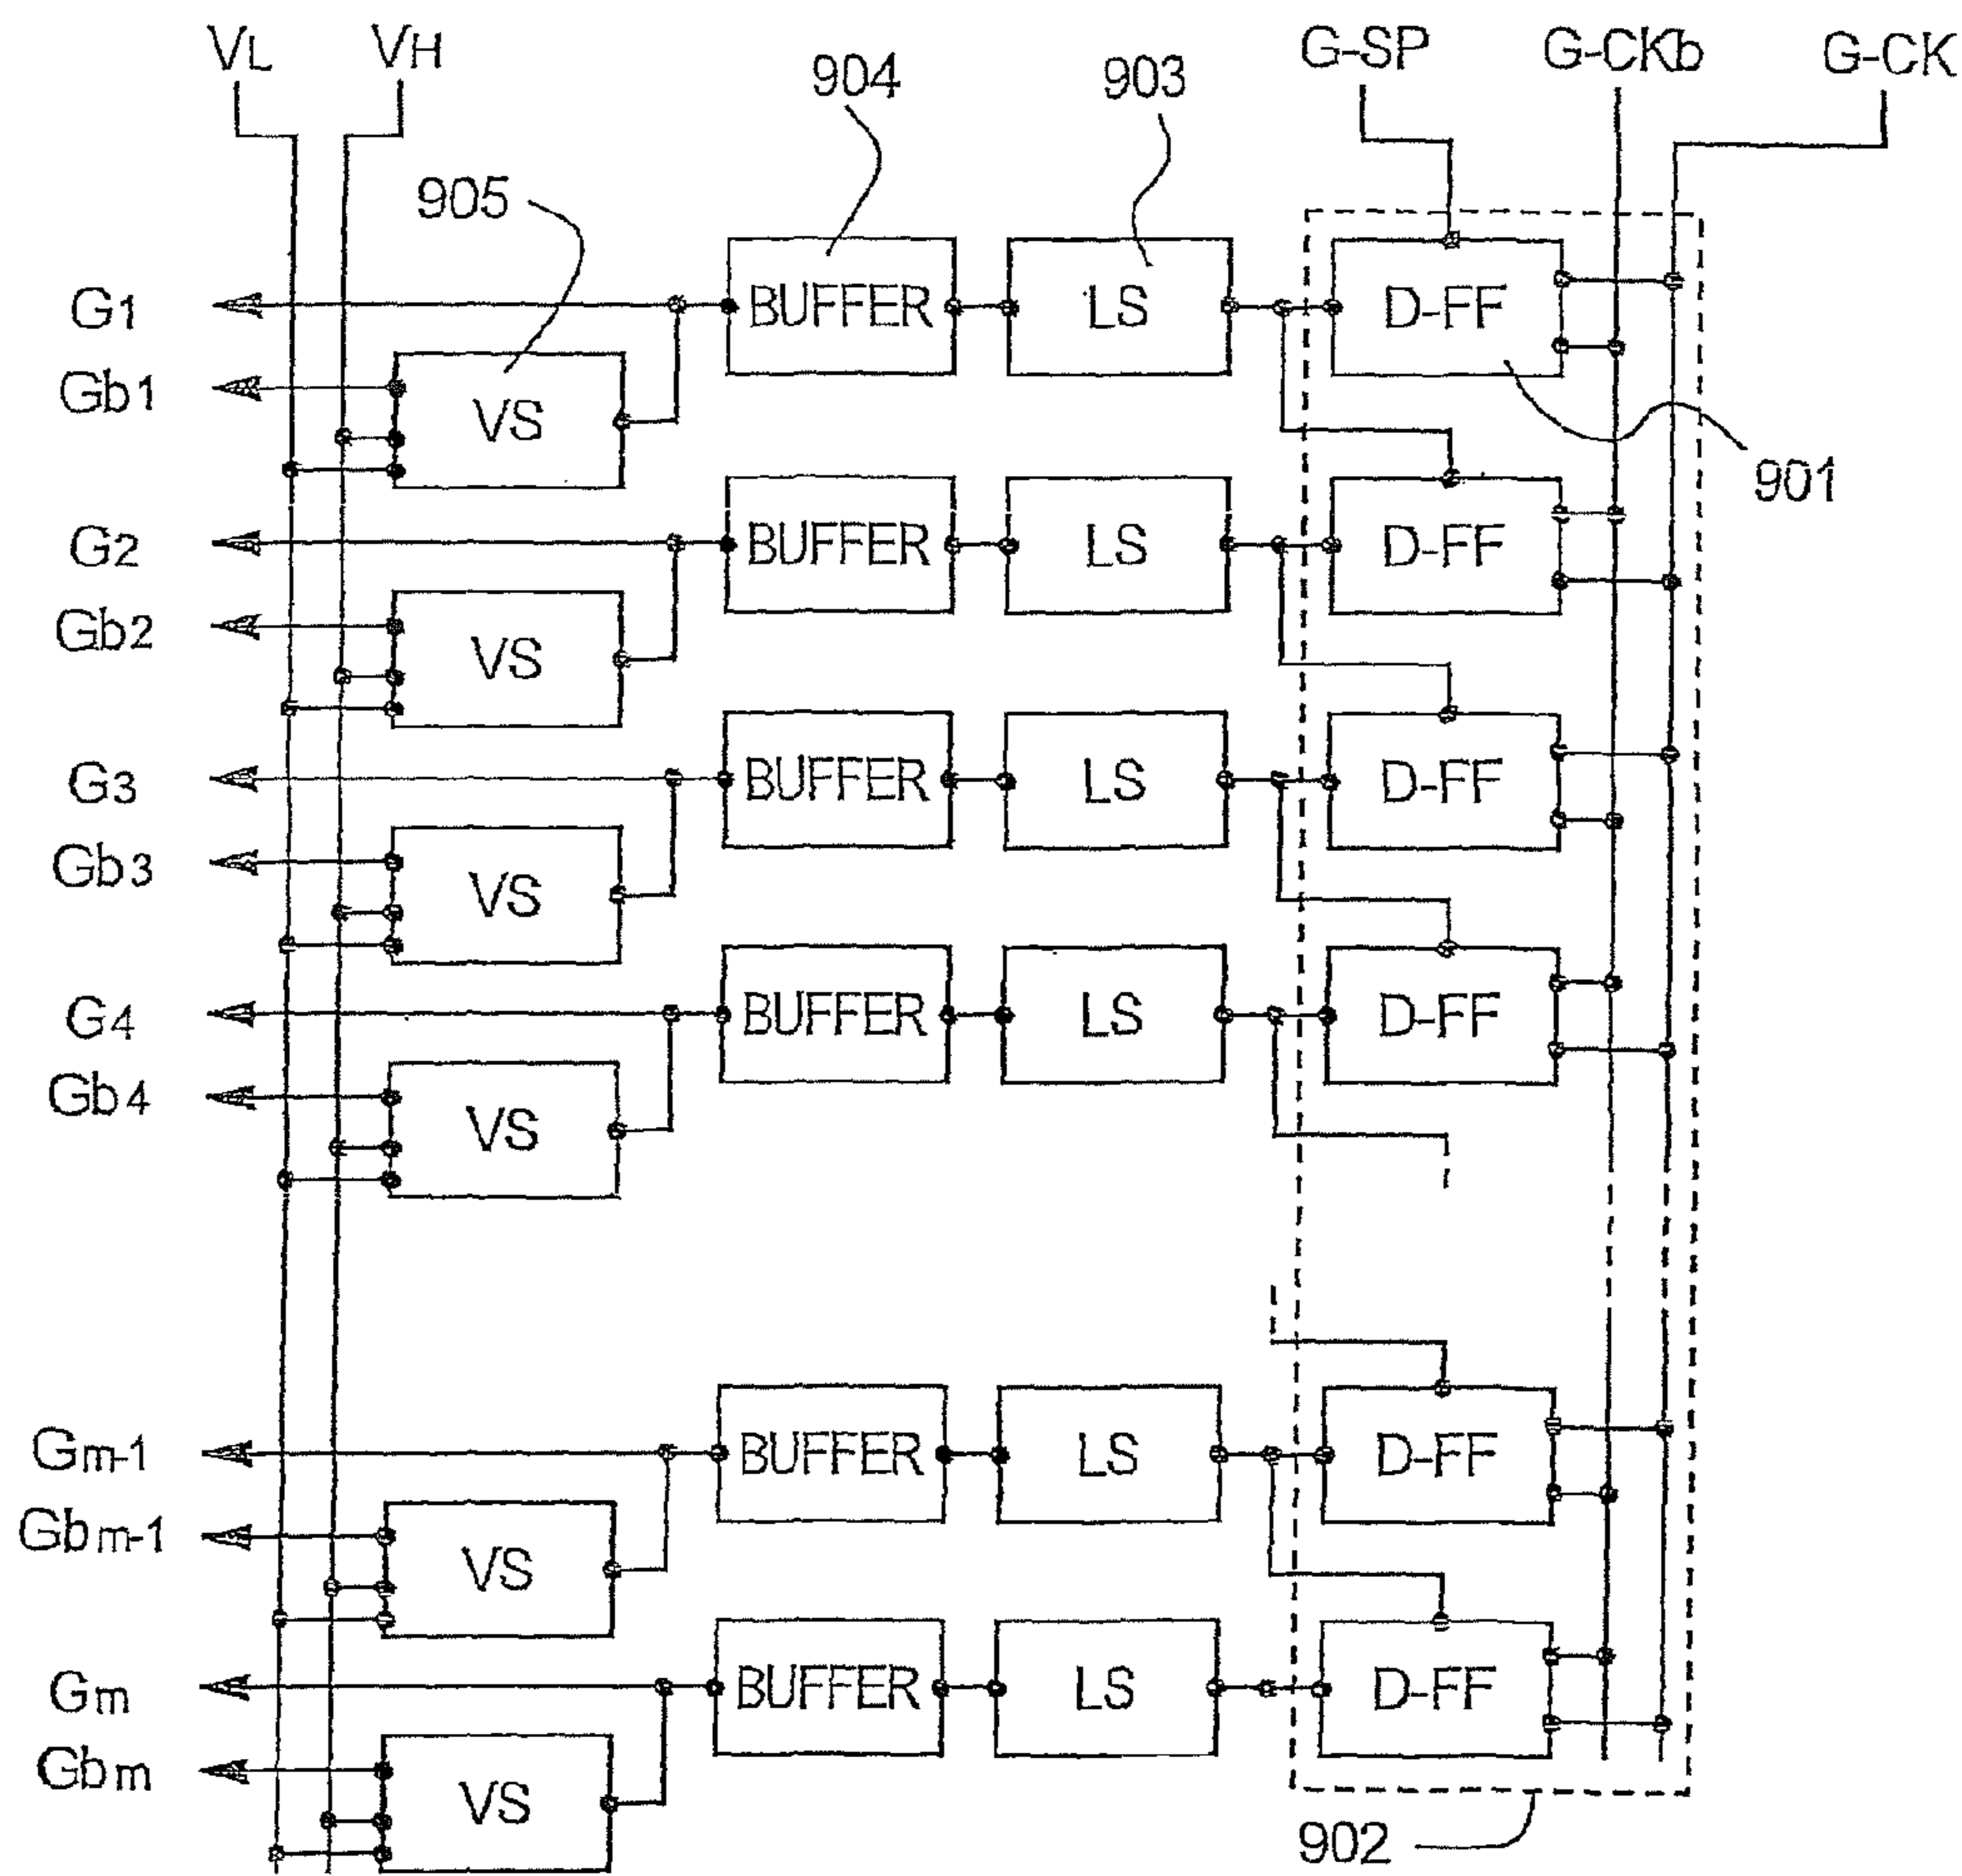 VL VH 904 903 G-SP G-CKb G-CK
905
G1 BUFFER LS D-FF
Gb1 VS
901
G2 BUFFER LS D-FF
Gb2 VS
G3 BUFFER LS D-FF
Gb3 VS
G4 BUFFER LS D-FF
Gb4 VS
Gm-1 BUFFER LS D-FF
Gbm-1 VS
Gm BUFFER LS D-FF
Gbm VS
902